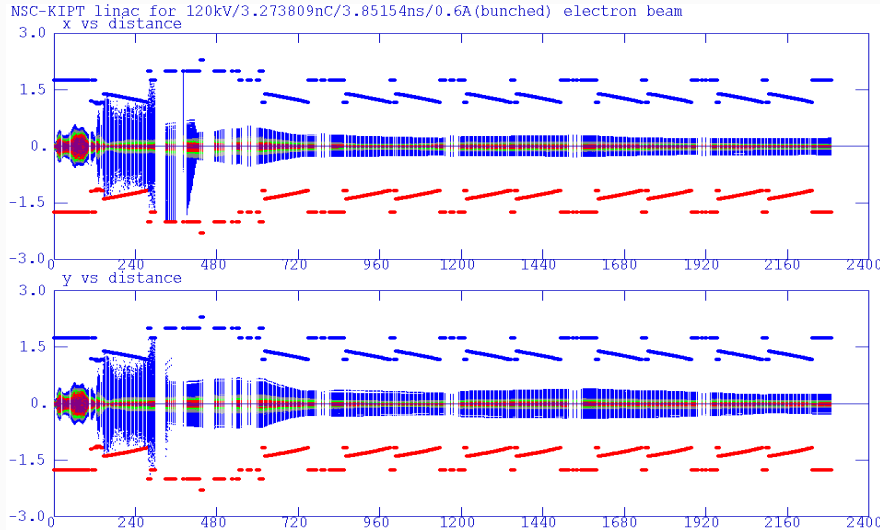 NSC-KIPT linac for 120kV/3.273809nC/3.85154ns/0.6A(bunched) electron beam
x vs distance
3.0
1.5
0.
-1.5
-3.0
0 240 480 720 960 1200 1440 1680 1920 2160 2400
y vs distance
3.0
1.5
0.
-1.5
-3.0
0 240 480 720 960 1200 1440 1680 1920 2160 2400